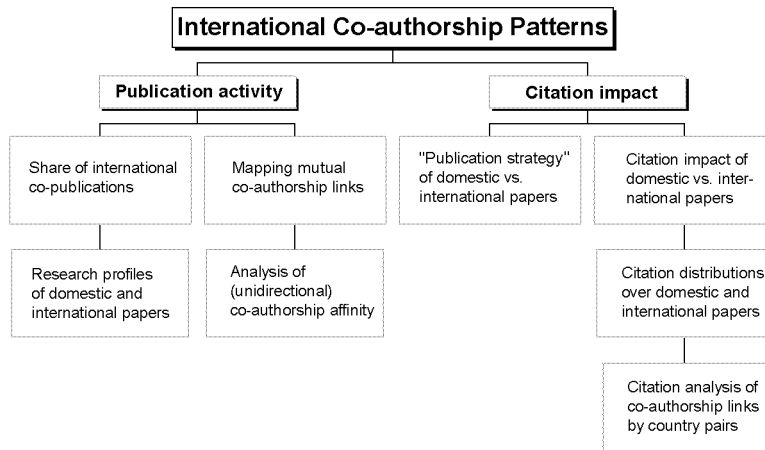 International Co-authorship Patterns
Publication activity
Citation impact
Share of international
co-publications
Mapping mutual
co-authorship links
"Publication strategy"
of domestic vs.
international papers
Citation impact of
domestic vs. inter-
national papers
Research profiles
of domestic and
international papers
Analysis of
(unidirectional)
co-authorship affinity
Citation distributions
over domestic and
international papers
Citation analysis of
co-authorship links
by country pairs